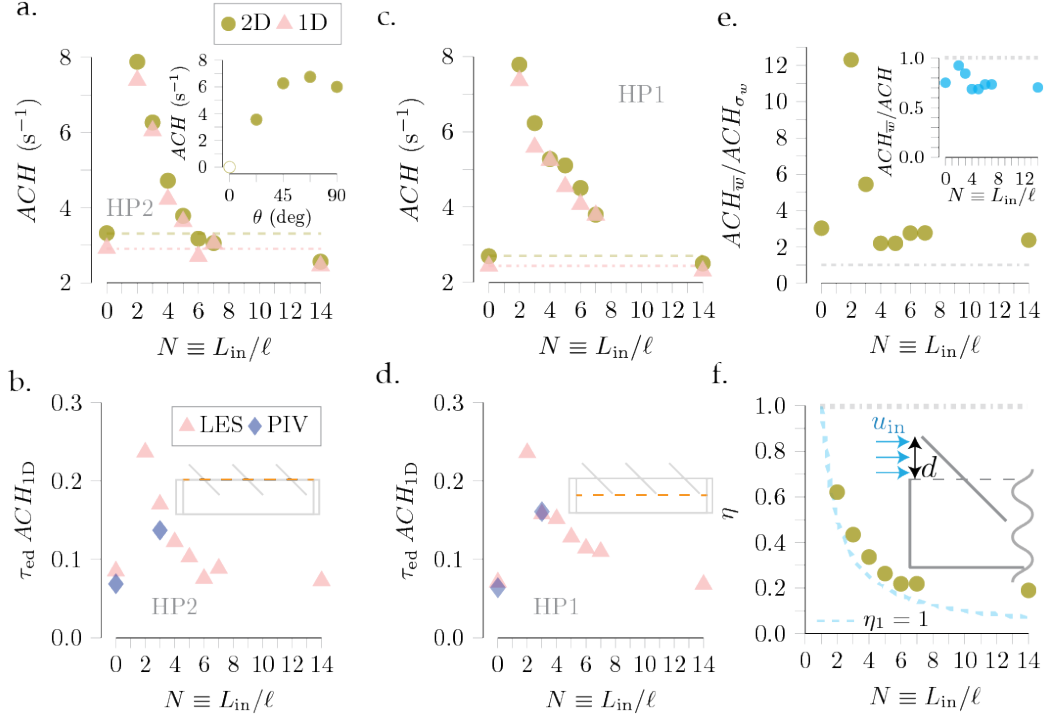 a.
2D 1D
ACH (s⁻¹)
8
6
4
2
HP2
0 2 4 6 8 10 12 14
N ≡ L_in/ℓ
ACH (s⁻¹)
8
6
4
2
0
0 45 90
θ (deg)
c.
ACH (s⁻¹)
8
6
4
2
HP1
0 2 4 6 8 10 12 14
N ≡ L_in/ℓ
e.
ACH_w̅/ACH_σ_w
12
10
8
6
4
2
0
0 2 4 6 8 10 12 14
N ≡ L_in/ℓ
ACH_w̅/ACH
1.0
0.5
0.0
0 4 8 12
N ≡ L_in/ℓ
b.
τ_ed ACH_1D
0.3
0.2
0.1
0.0
LES PIV
HP2
0 2 4 6 8 10 12 14
N ≡ L_in/ℓ
d.
τ_ed ACH_1D
0.3
0.2
0.1
0.0
HP1
0 2 4 6 8 10 12 14
N ≡ L_in/ℓ
f.
η
1.0
0.8
0.6
0.4
0.2
0.0
u_in
d
η₁ = 1
0 2 4 6 8 10 12 14
N ≡ L_in/ℓ